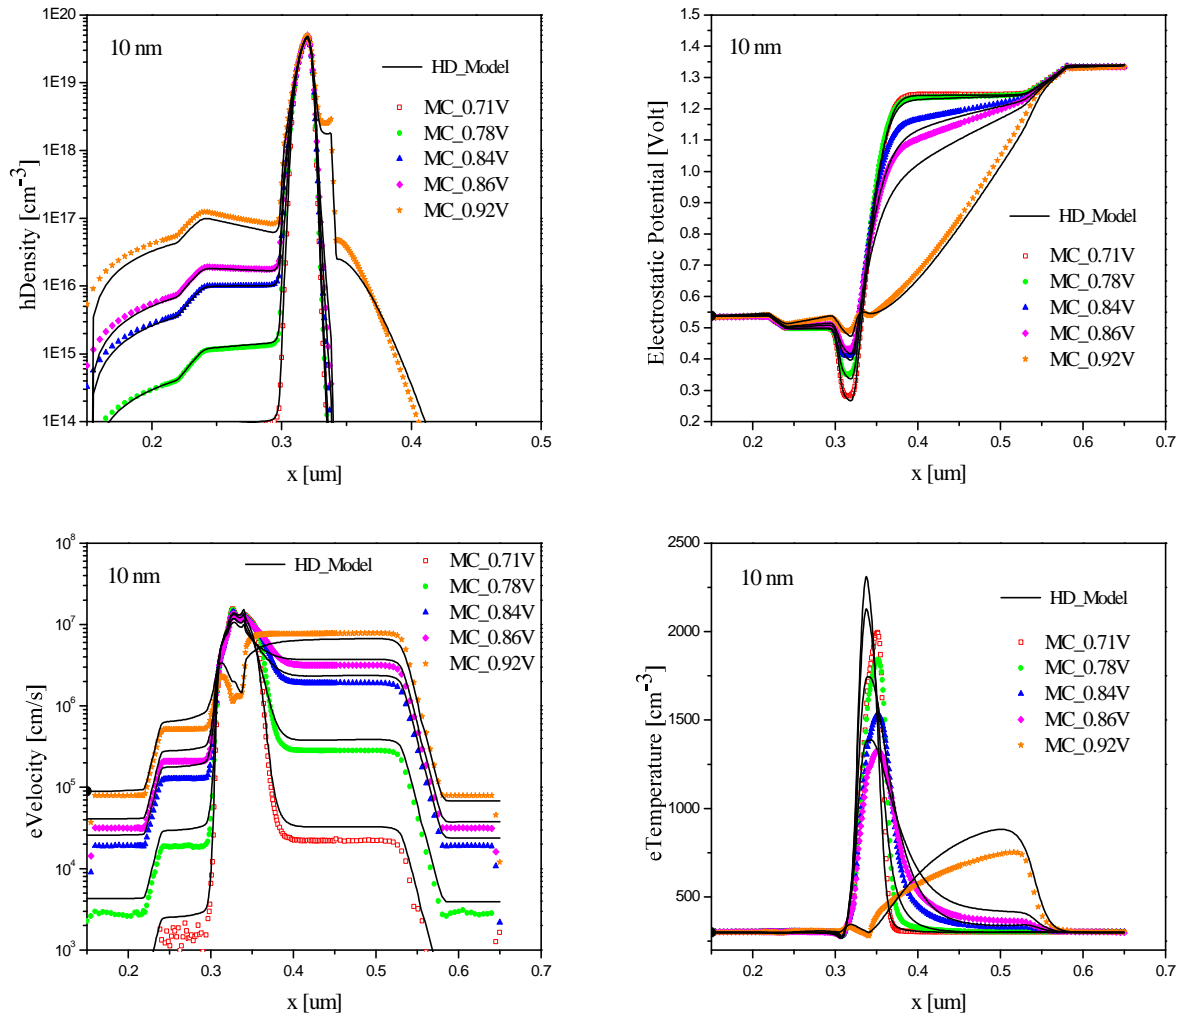 1E20
1E19
1E18
1E17
1E16
1E15
1E14
hDensity [cm-3]
10 nm
HD_Model
MC_0.71V
MC_0.78V
MC_0.84V
MC_0.86V
MC_0.92V
0.2 0.3 0.4 0.5
x [um]
1.5
1.4
1.3
1.2
1.1
1.0
0.9
0.8
0.7
0.6
0.5
0.4
0.3
0.2
Electrostatic Potential [Volt]
10 nm
HD_Model
MC_0.71V
MC_0.78V
MC_0.84V
MC_0.86V
MC_0.92V
0.2 0.3 0.4 0.5 0.6 0.7
x [um]
10^8
10^7
10^6
10^5
10^4
10^3
eVelocity [cm/s]
10 nm
HD_Model
MC_0.71V
MC_0.78V
MC_0.84V
MC_0.86V
MC_0.92V
0.2 0.3 0.4 0.5 0.6 0.7
x [um]
2500
2000
1500
1000
500
eTemperature [cm-3]
10 nm
HD_Model
MC_0.71V
MC_0.78V
MC_0.84V
MC_0.86V
MC_0.92V
0.2 0.3 0.4 0.5 0.6 0.7
x [um]